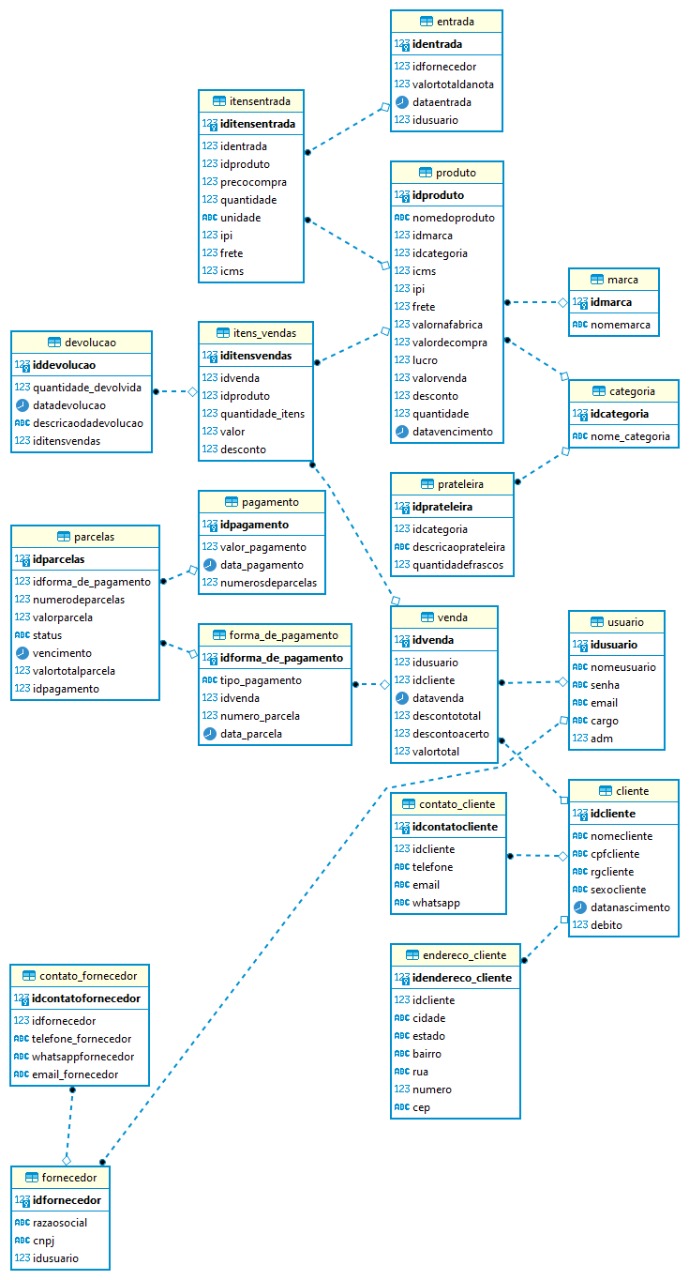 entrada
123 identrada
123 idfornecedor
123 valortotaldanota
dataentrada
123 idusuario
itensentrada
123 iditensentrada
123 identrada
123 idproduto
123 precocompra
123 quantidade
ABC unidade
123 ipi
123 frete
123 icms
produto
123 idproduto
ABC nomedoproduto
123 idmarca
123 idcategoria
123 icms
123 ipi
123 frete
123 valornafabrica
123 valordecompra
123 lucro
123 valorvenda
123 desconto
123 quantidade
datavencimento
marca
123 idmarca
ABC nomemarca
devolucao
123 iddevolucao
123 quantidade_devolvida
datadevolucao
ABC descricaodadevolucao
123 iditensvendas
itens_vendas
123 iditensvendas
123 idvenda
123 idproduto
123 quantidade_itens
123 valor
123 desconto
categoria
123 idcategoria
ABC nome_categoria
prateleira
123 idprateleira
123 idcategoria
ABC descricaoprateleira
123 quantidadefrascos
pagamento
123 idpagamento
123 valor_pagamento
data_pagamento
123 numerosdeparcelas
parcelas
123 idparcelas
123 idforma_de_pagamento
123 numerodeparcelas
123 valorparcela
ABC status
vencimento
123 valortotalparcela
123 idpagamento
forma_de_pagamento
123 idforma_de_pagamento
ABC tipo_pagamento
123 idvenda
123 numero_parcela
data_parcela
venda
123 idvenda
123 idusuario
123 idcliente
datavenda
123 descontototal
123 descontoacerto
123 valortotal
usuario
123 idusuario
ABC nomeusuario
ABC senha
ABC email
ABC cargo
123 adm
cliente
123 idcliente
ABC nomecliente
ABC cpfcliente
ABC rgcliente
ABC sexocliente
datanascimento
123 debito
contato_cliente
123 idcontatocliente
123 idcliente
ABC telefone
ABC email
ABC whatsapp
endereco_cliente
123 idendereco_cliente
123 idcliente
ABC cidade
ABC estado
ABC bairro
ABC rua
123 numero
ABC cep
contato_fornecedor
123 idcontatofornecedor
123 idfornecedor
ABC telefone_fornecedor
ABC whatsappfornecedor
ABC email_fornecedor
fornecedor
123 idfornecedor
ABC razaosocial
ABC cnpj
123 idusuario